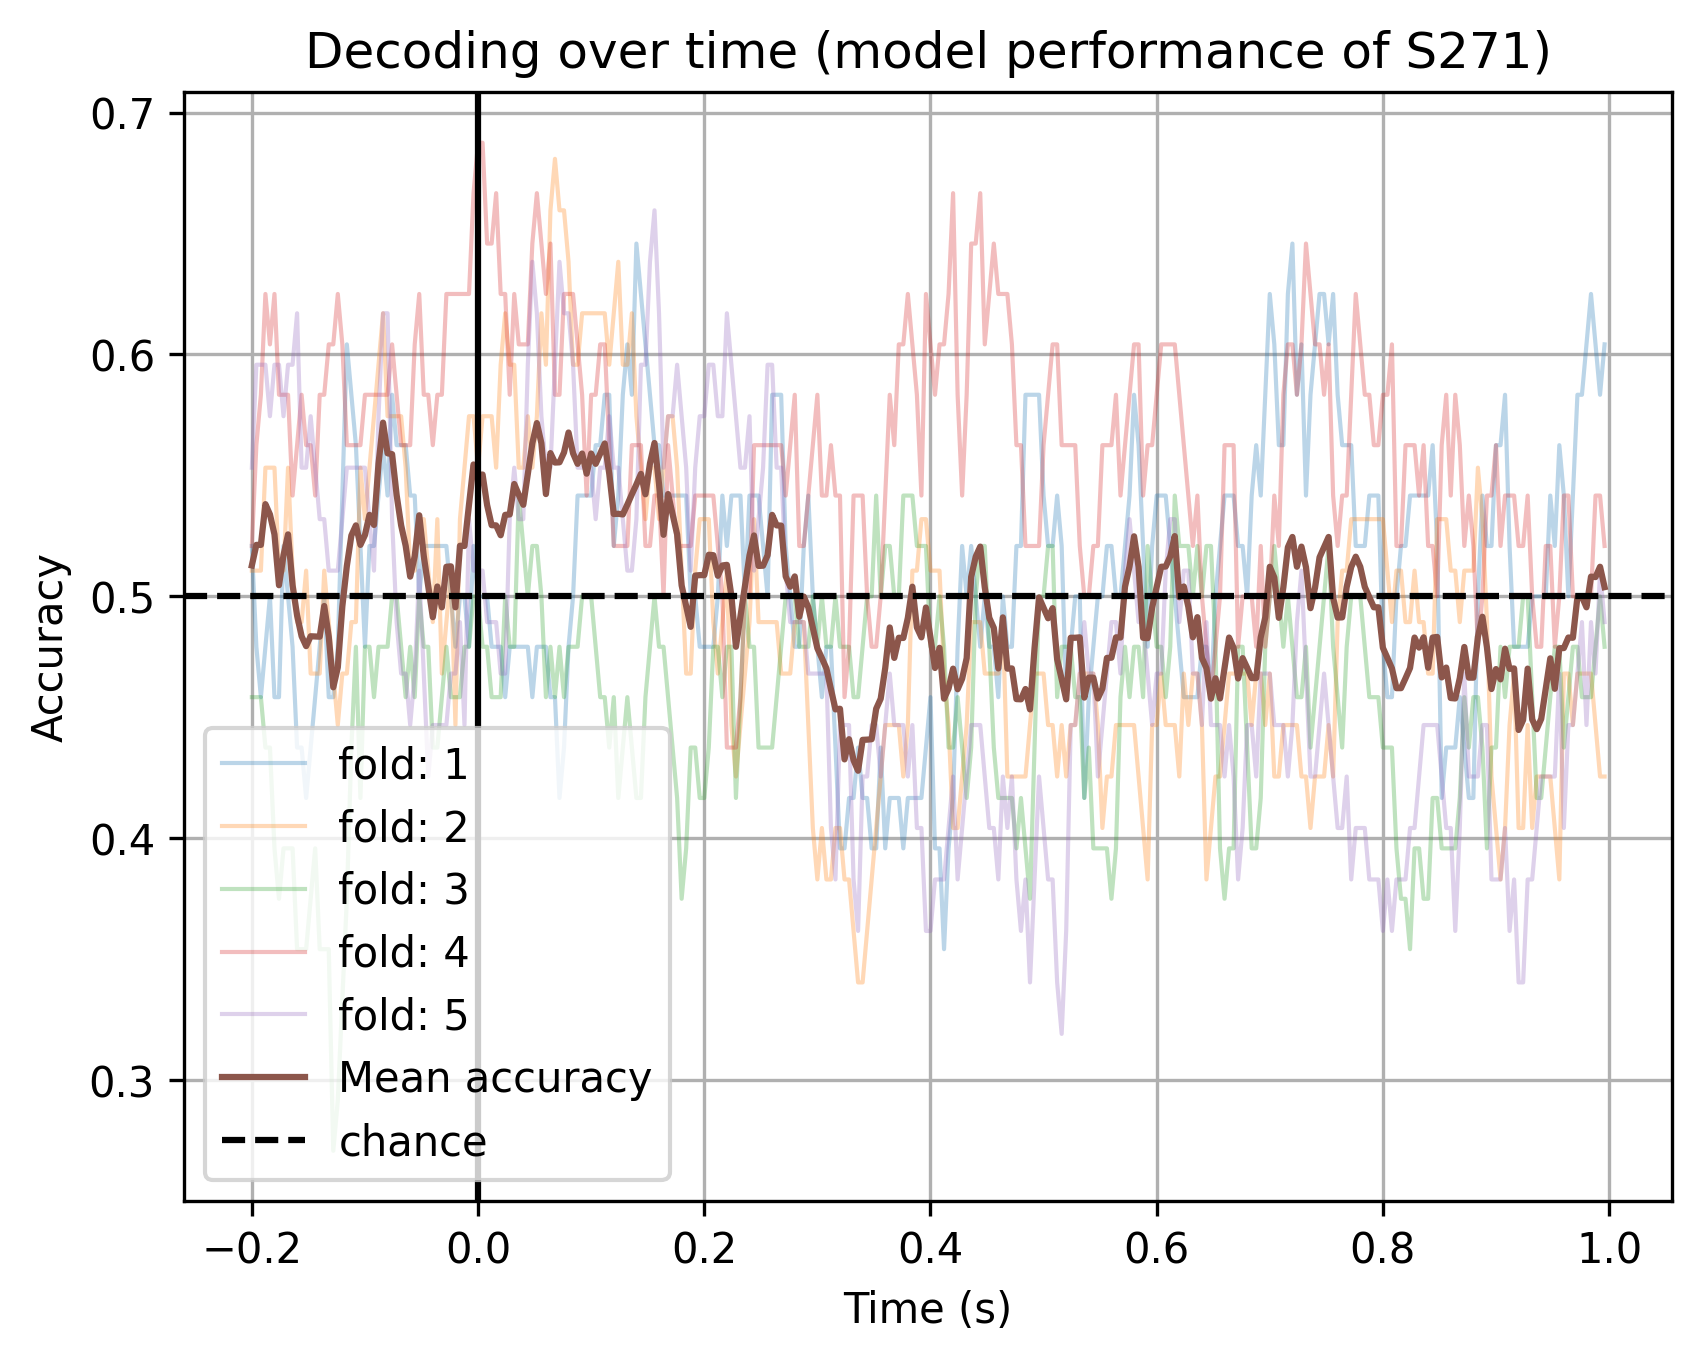 Decoding over time (model performance of S271)
0.7
0.6
0.5
0.4
0.3
Accuracy
fold: 1
fold: 2
fold: 3
fold: 4
fold: 5
Mean accuracy
chance
−0.2 0.0 0.2 0.4 0.6 0.8 1.0
Time (s)